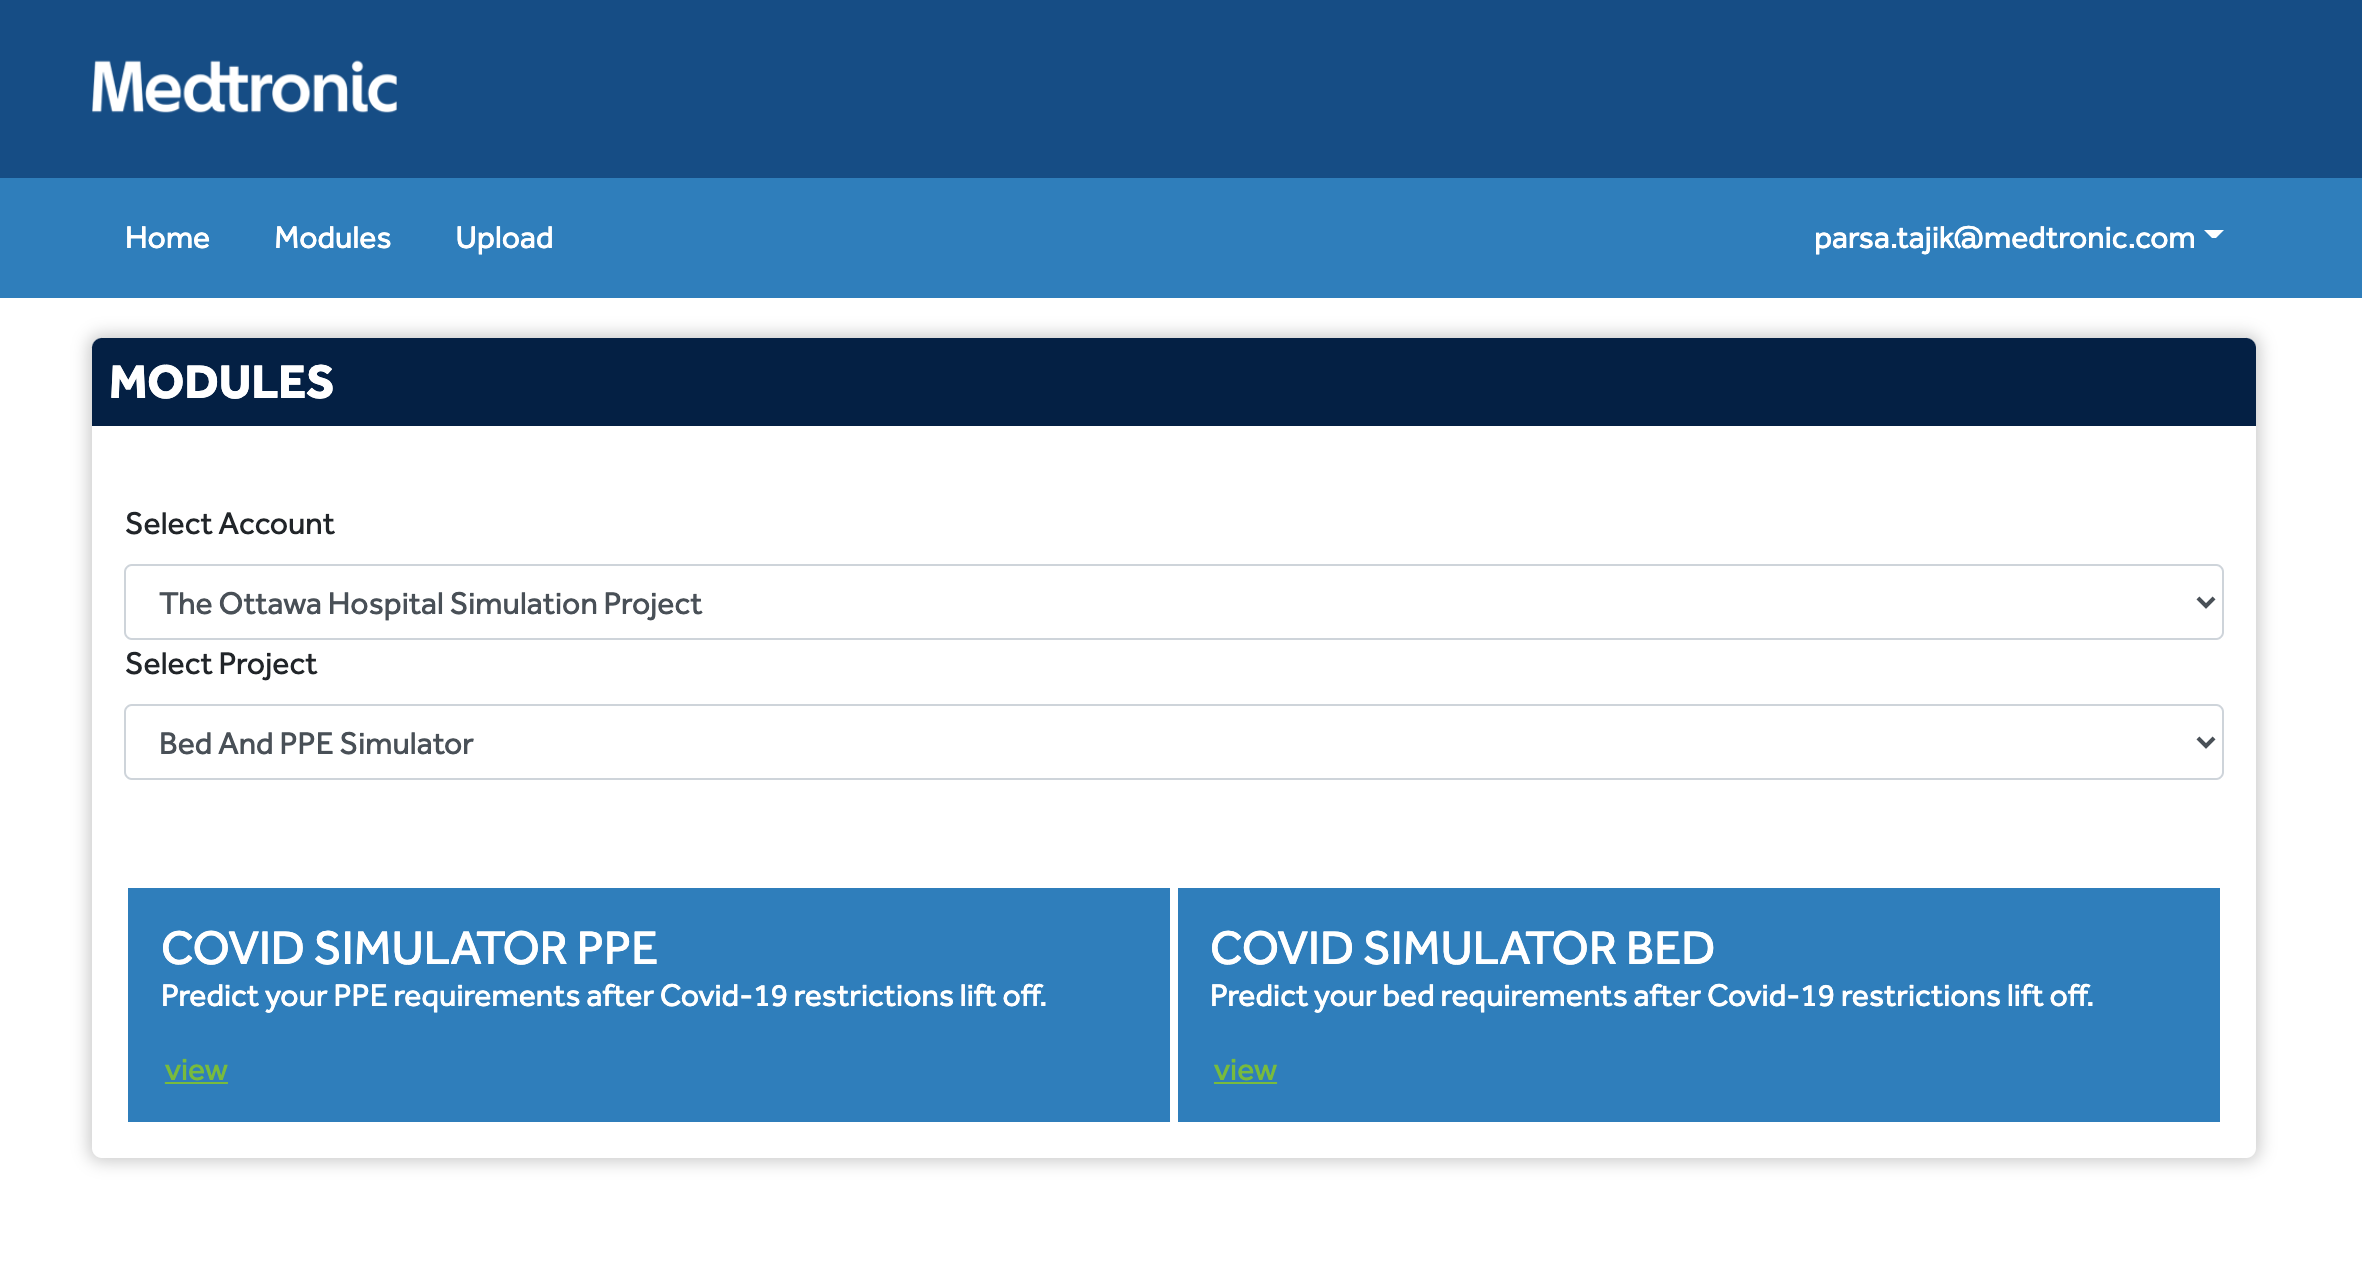 Medtronic
Home Modules Upload parsa.tajik@medtronic.com
MODULES
Select Account
The Ottawa Hospital Simulation Project
Select Project
Bed And PPE Simulator
COVID SIMULATOR PPE
Predict your PPE requirements after Covid-19 restrictions lift off.
view
COVID SIMULATOR BED
Predict your bed requirements after Covid-19 restrictions lift off.
view